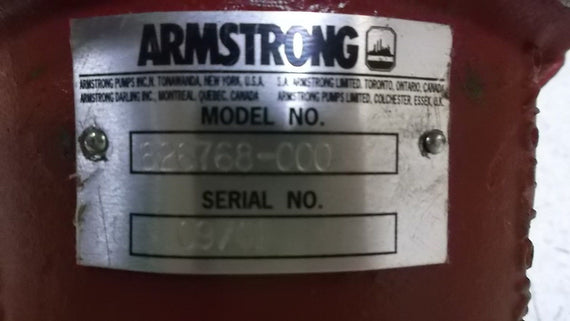 ARMSTRONG
ARMSTRONG PUMPS INC. N. TONAWANDA, NEW YORK, U.S.A. S.A. ARMSTRONG LIMITED, TORONTO, ONTARIO, CANADA
ARMSTRONG DARLING INC., MONTREAL, QUEBEC, CANADA ARMSTRONG PUMPS LIMITED, COLCHESTER, ESSEX, U.K.
MODEL NO.
SERIAL NO.